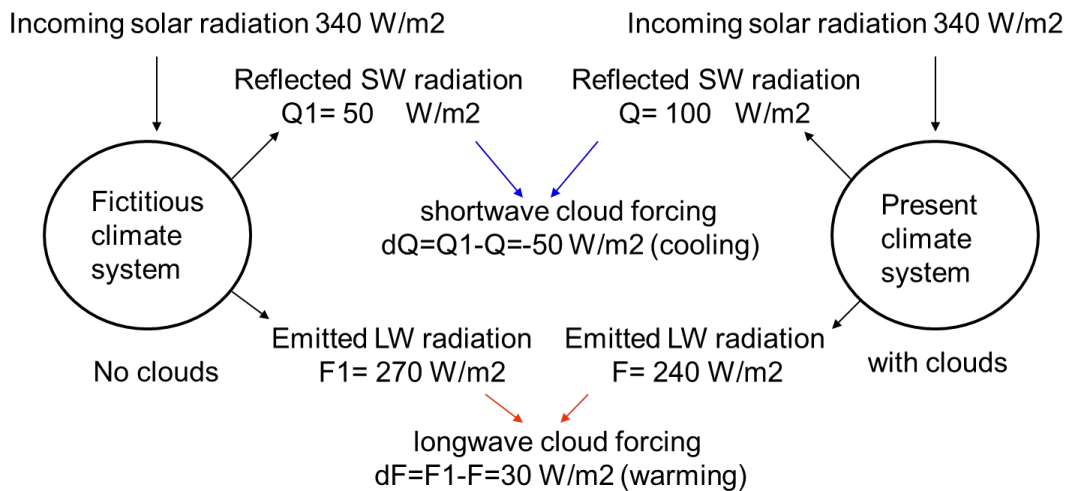 Incoming solar radiation 340 W/m2
Incoming solar radiation 340 W/m2
Reflected SW radiation
Q1= 50 W/m2
Reflected SW radiation
Q= 100 W/m2
Fictitious
climate
system
shortwave cloud forcing
dQ=Q1-Q=-50 W/m2 (cooling)
Present
climate
system
No clouds
Emitted LW radiation
F1= 270 W/m2
Emitted LW radiation
F= 240 W/m2
with clouds
longwave cloud forcing
dF=F1-F=30 W/m2 (warming)